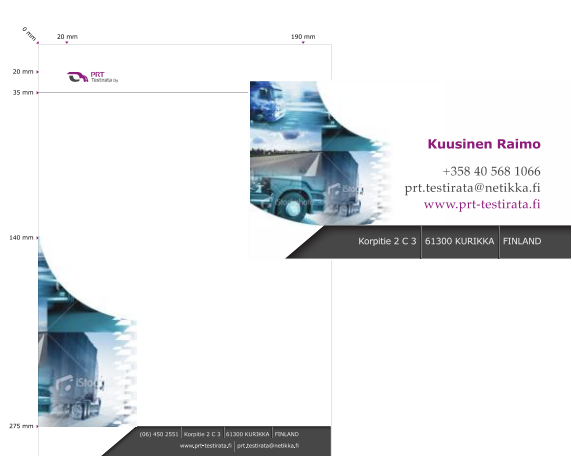 0 mm
20 mm
190 mm
20 mm
PRT
Testirata Oy
35 mm
Kuusinen Raimo
+358 40 568 1066
prt.testirata@netikka.fi
www.prt-testirata.fi
Korpitie 2 C 3 | 61300 KURIKKA | FINLAND
iStock
140 mm
iStock
275 mm
(06) 450 2551 | Korpitie 2 C 3 | 61300 KURIKKA | FINLAND
www.prt-testirata.fi | prt.testirata@netikka.fi